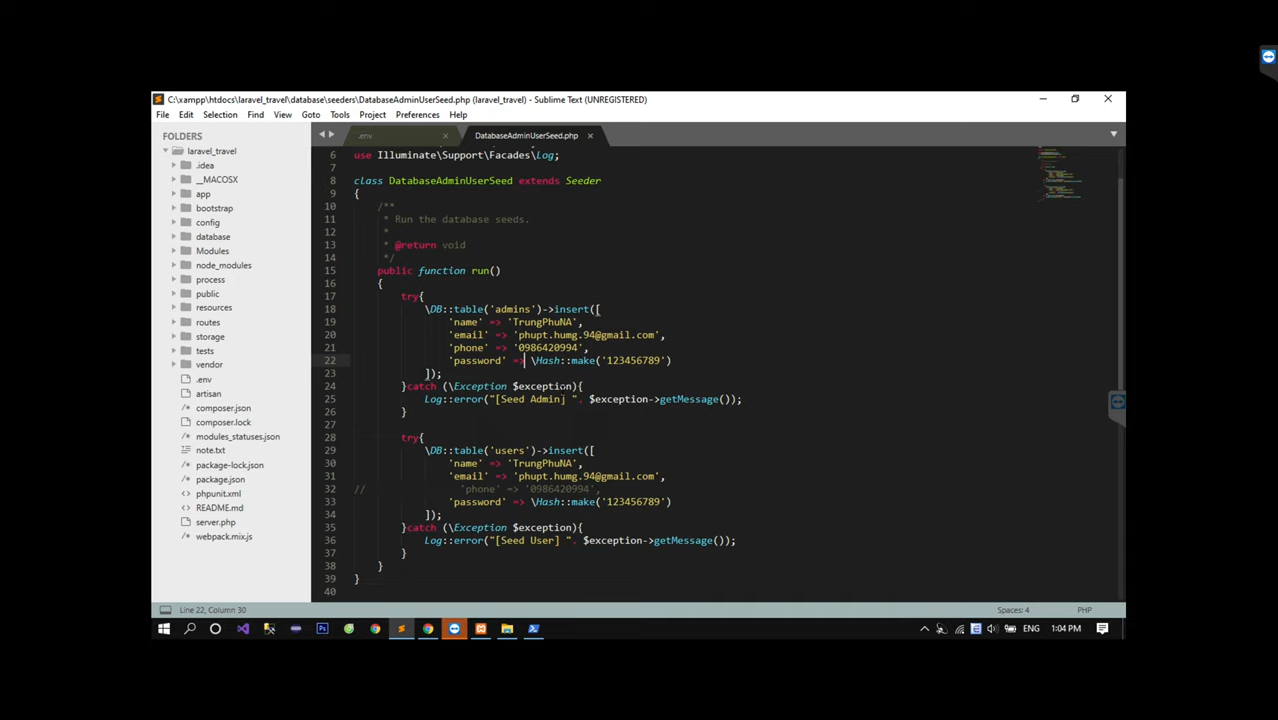 C:\xampp\htdocs\laravel_travel\database\seeders\DatabaseAdminUserSeed.php (laravel_travel) - Sublime Text (UNREGISTERED)
File Edit Selection Find View Goto Tools Project Preferences Help
FOLDERS
laravel_travel
.idea
__MACOSX
app
bootstrap
config
database
Modules
node_modules
process
public
resources
routes
storage
tests
vendor
.env
artisan
composer.json
composer.lock
modules_statuses.json
note.txt
package-lock.json
package.json
phpunit.xml
README.md
server.php
webpack.mix.js
.env DatabaseAdminUserSeed.php
6 use Illuminate\Support\Facades\Log;
7
8 class DatabaseAdminUserSeed extends Seeder
9 {
10 /**
11 * Run the database seeds.
12 *
13 * @return void
14 */
15 public function run()
16 {
17 try{
18 \DB::table('admins')->insert([
19 'name' => 'TrungPhuNA',
20 'email' => 'phupt.humg.94@gmail.com',
21 'phone' => '0986420994',
22 'password' => \Hash::make('123456789')
23 ]);
24 }catch (\Exception $exception){
25 Log::error("[Seed Admin] ". $exception->getMessage());
26 }
27
28 try{
29 \DB::table('users')->insert([
30 'name' => 'TrungPhuNA',
31 'email' => 'phupt.humg.94@gmail.com',
32 // 'phone' => '0986420994',
33 'password' => \Hash::make('123456789')
34 ]);
35 }catch (\Exception $exception){
36 Log::error("[Seed User] ". $exception->getMessage());
37 }
38 }
39 }
40
Line 22, Column 30 Spaces: 4 PHP
ENG 1:04 PM